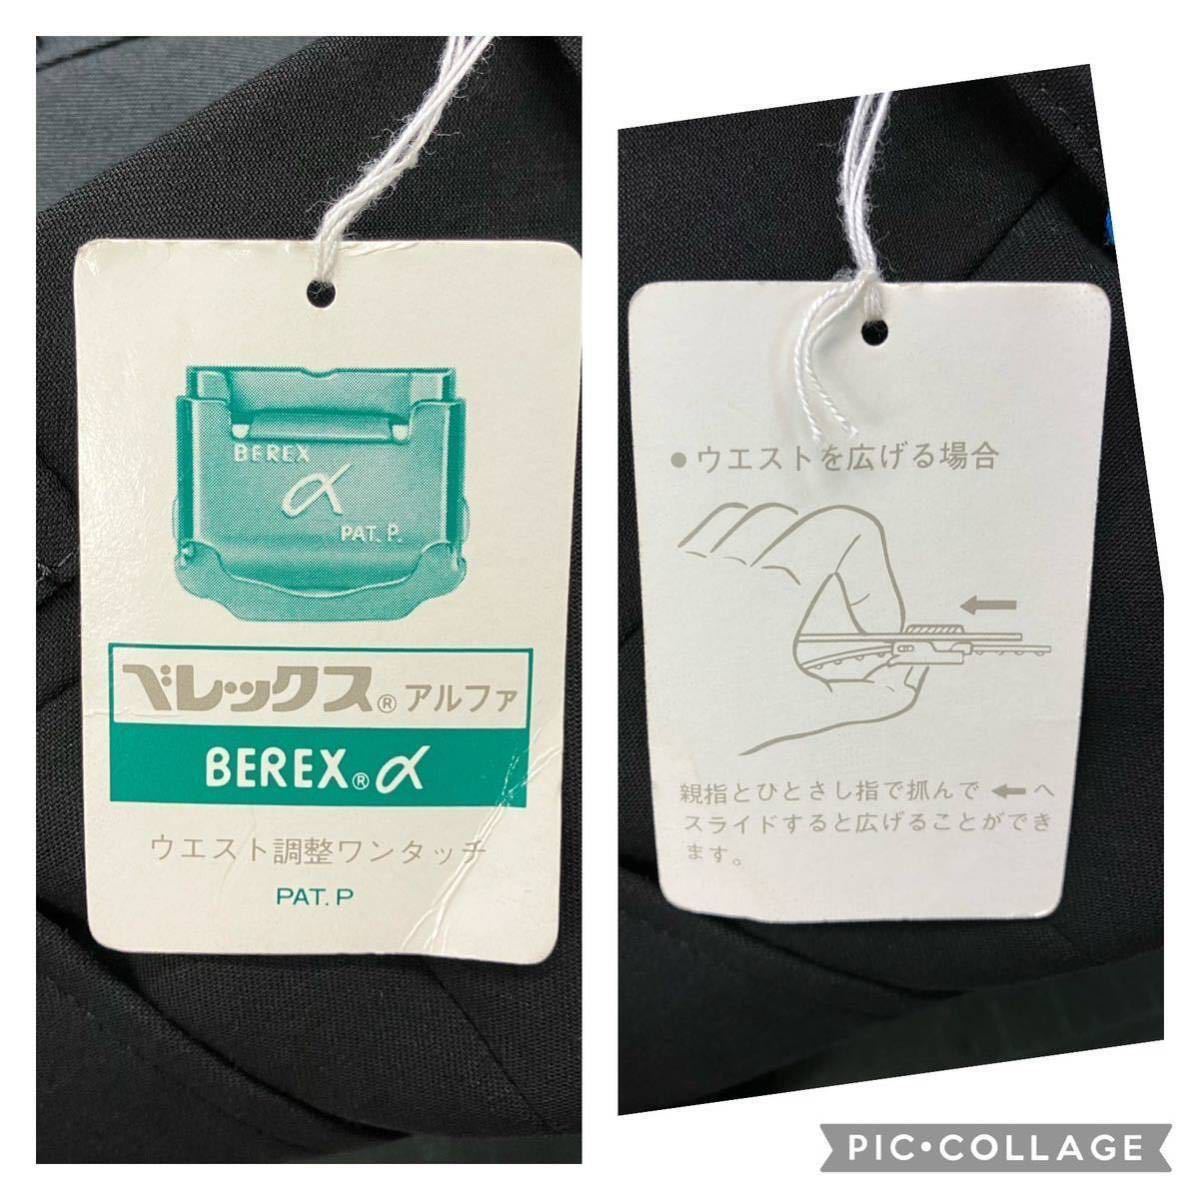 BEREX
α
PAT. P.
ベレックス®アルファ
BEREX®α
ウエスト調整ワンタッチ
PAT. P
●ウエストを広げる場合
親指とひとさし指で抓んで ← へ
スライドすると広げることができ
ます。
PIC•COLLAGE